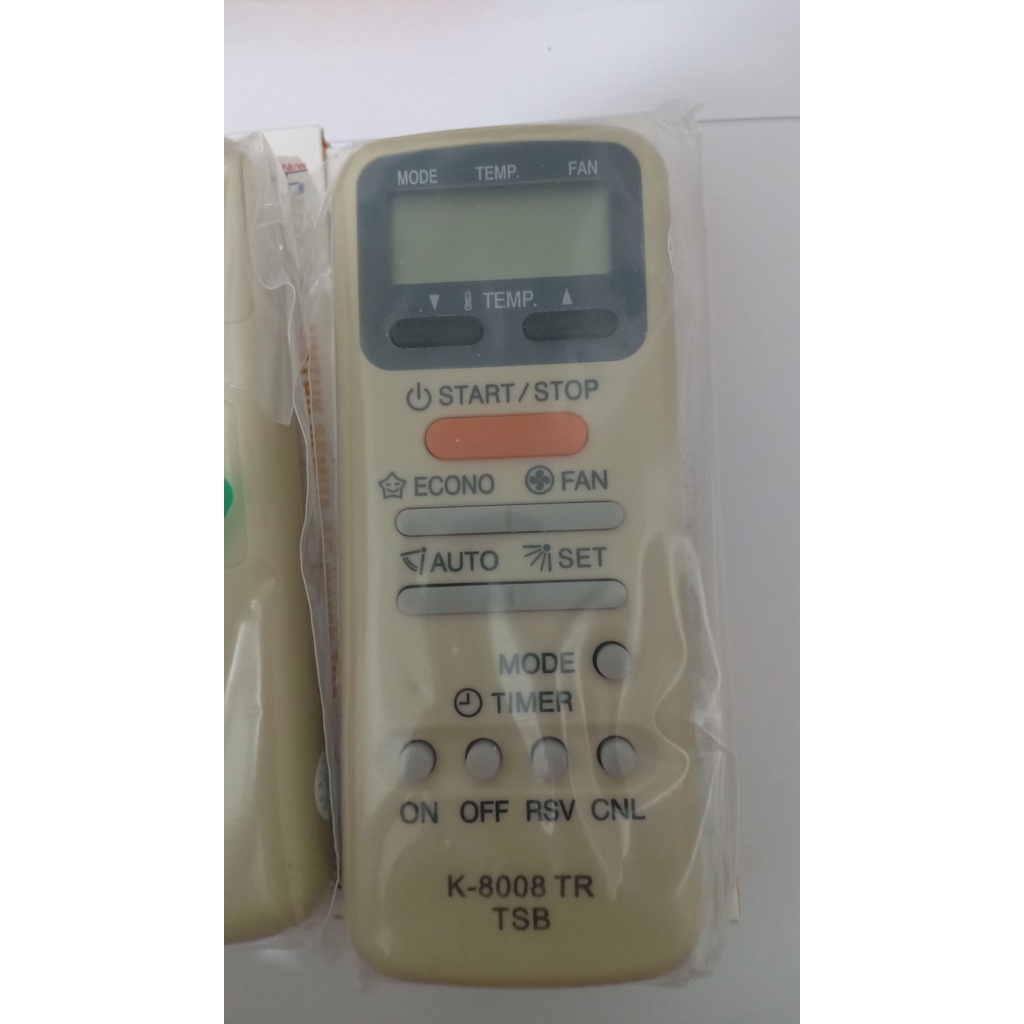 MODE TEMP. FAN
▼ TEMP. ▲
START/STOP
ECONO FAN
AUTO SET
MODE
TIMER
ON OFF RSV CNL
K-8008 TR
TSB